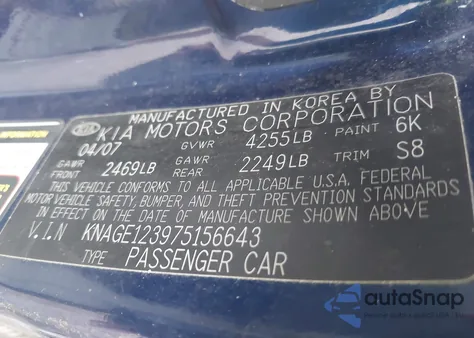 MANUFACTURED IN KOREA BY
KIA KIA MOTORS CORPORATION
04/07 GVWR 4255LB PAINT 6K
GAWR FRONT 2469LB GAWR REAR 2249LB TRIM S8
THIS VEHICLE CONFORMS TO ALL APPLICABLE U.S.A. FEDERAL
MOTOR VEHICLE SAFETY, BUMPER, AND THEFT PREVENTION STANDARDS
IN EFFECT ON THE DATE OF MANUFACTURE SHOWN ABOVE
V.I.N KNAGE123975156643
TYPE PASSENGER CAR
INFORMATION
autoSnap